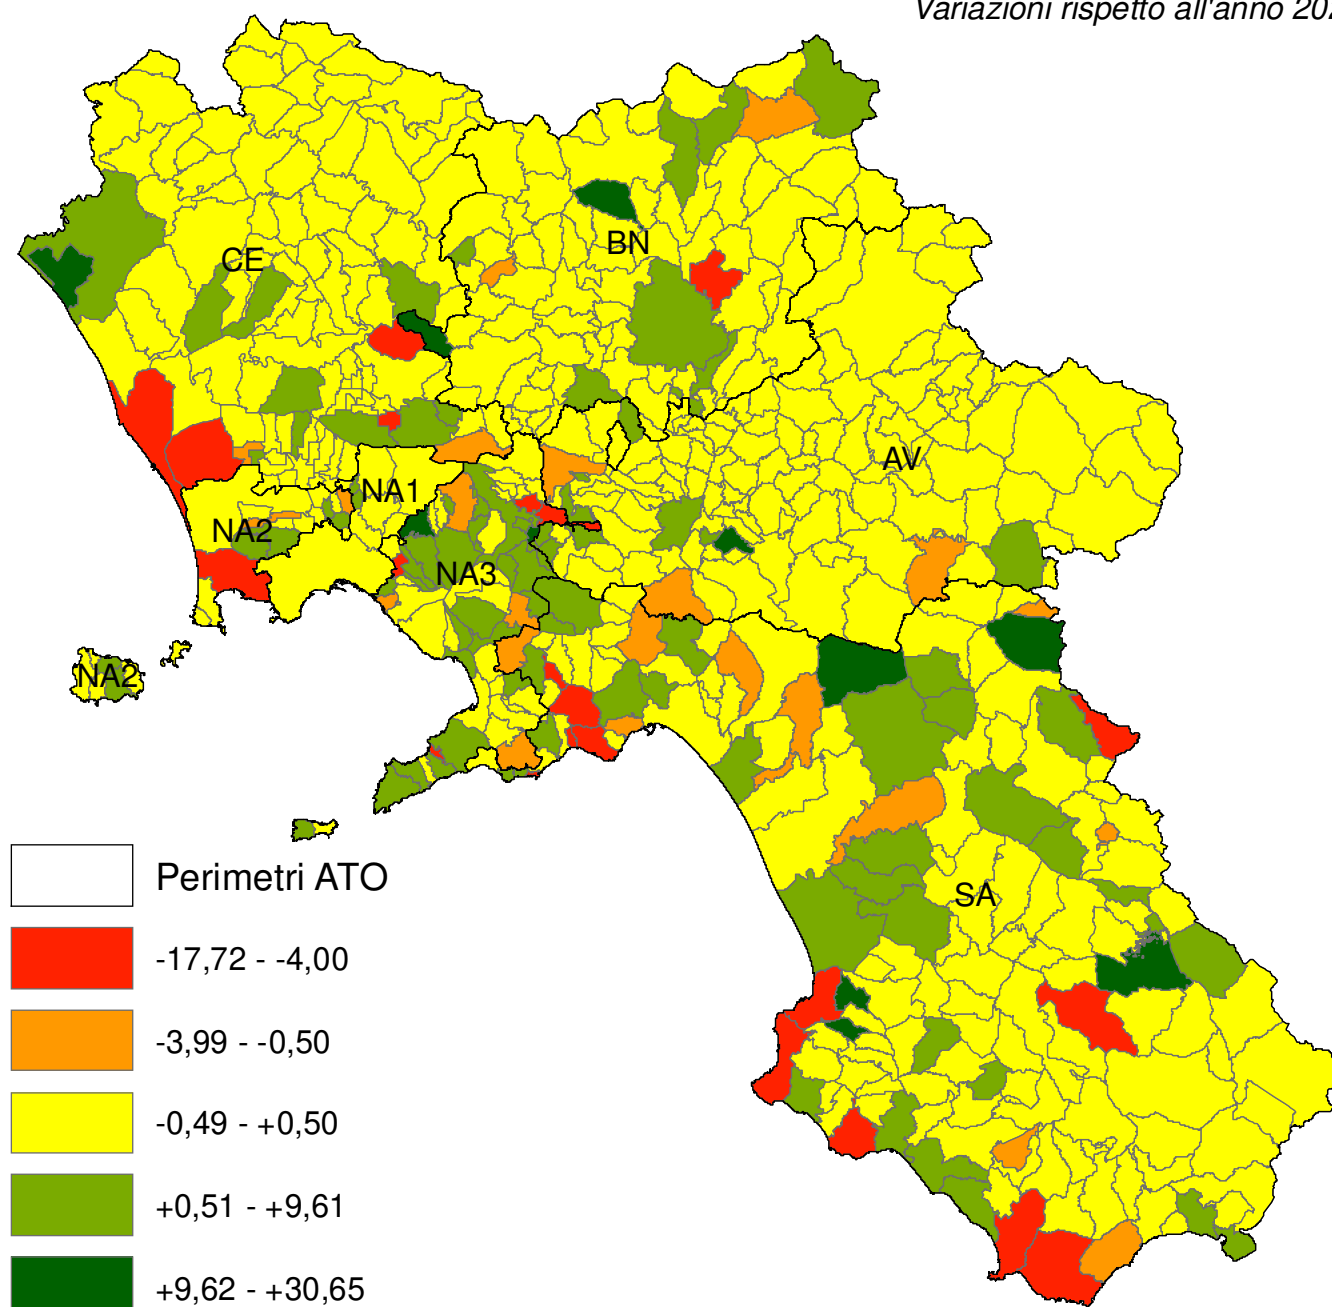 Variazioni rispetto all'anno
BN
CE
AV
NA1
NA2
NA3
NA2
SA
Perimetri ATO
-17,72 - -4,00
-3,99 - -0,50
-0,49 - +0,50
+0,51 - +9,61
+9,62 - +30,65